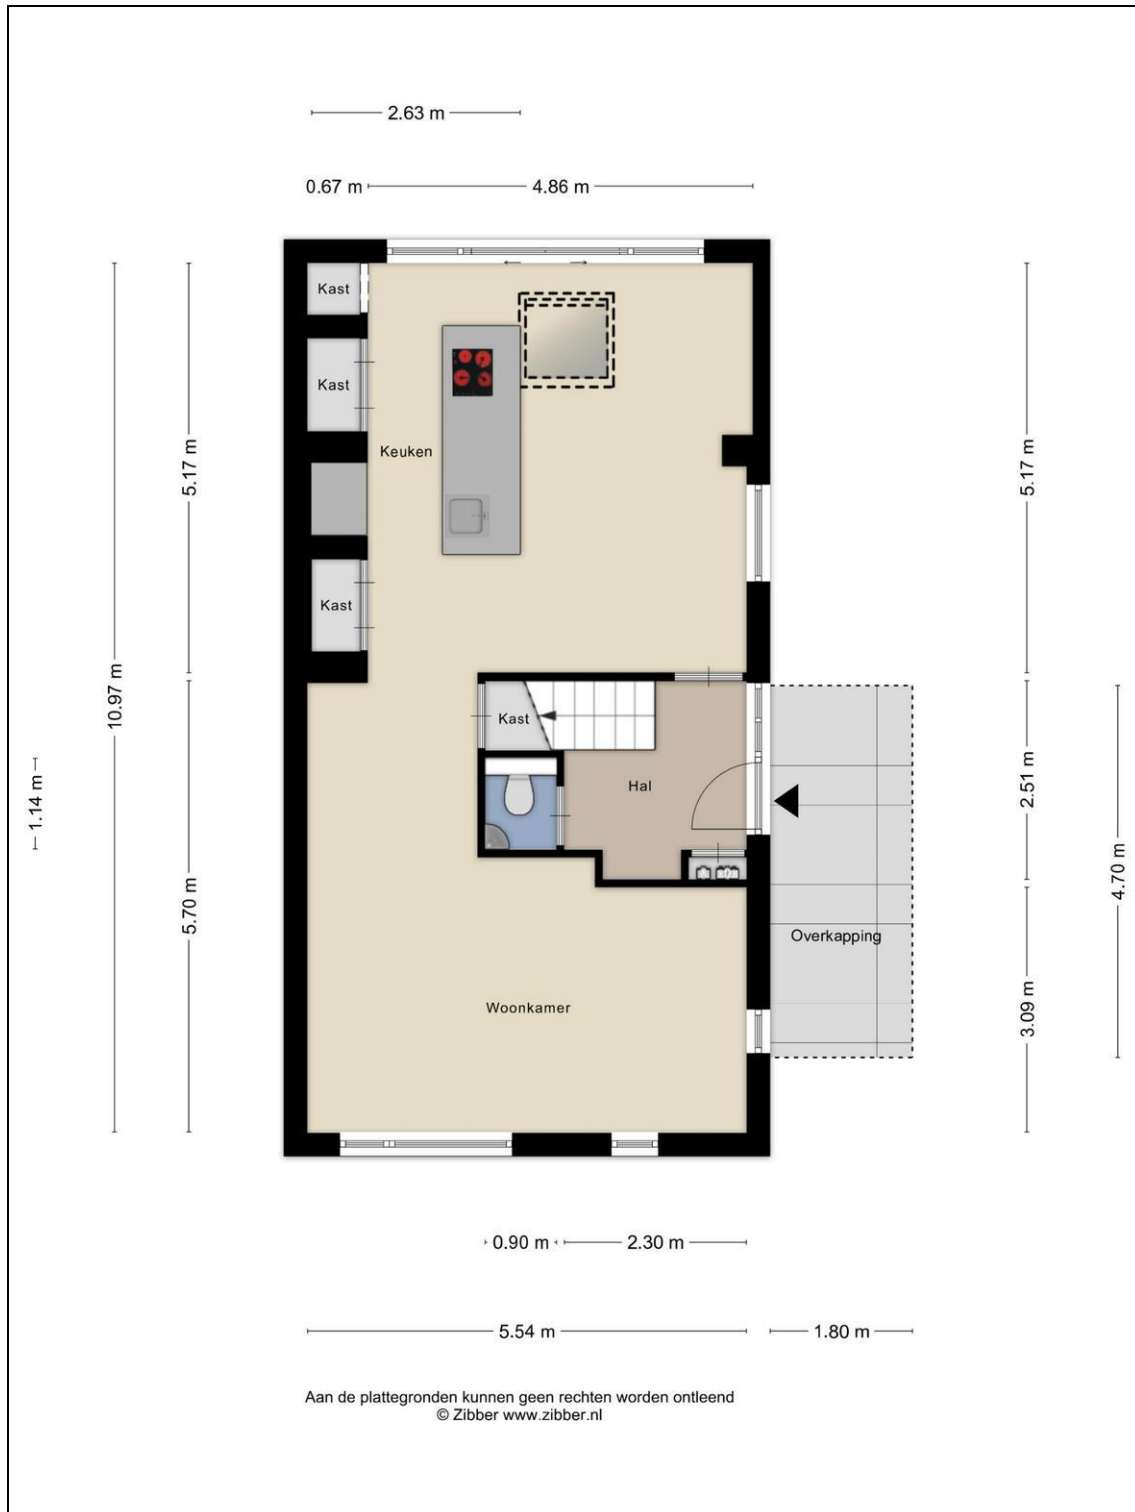 2.63 m
0.67 m
4.86 m
Kast
Kast
Keuken
5.17 m
5.17 m
Kast
10.97 m
Kast
1.14 m
Hal
2.51 m
4.70 m
5.70 m
Overkapping
Woonkamer
3.09 m
0.90 m
2.30 m
5.54 m
1.80 m
Aan de plattegronden kunnen geen rechten worden ontleend
© Zibber www.zibber.nl